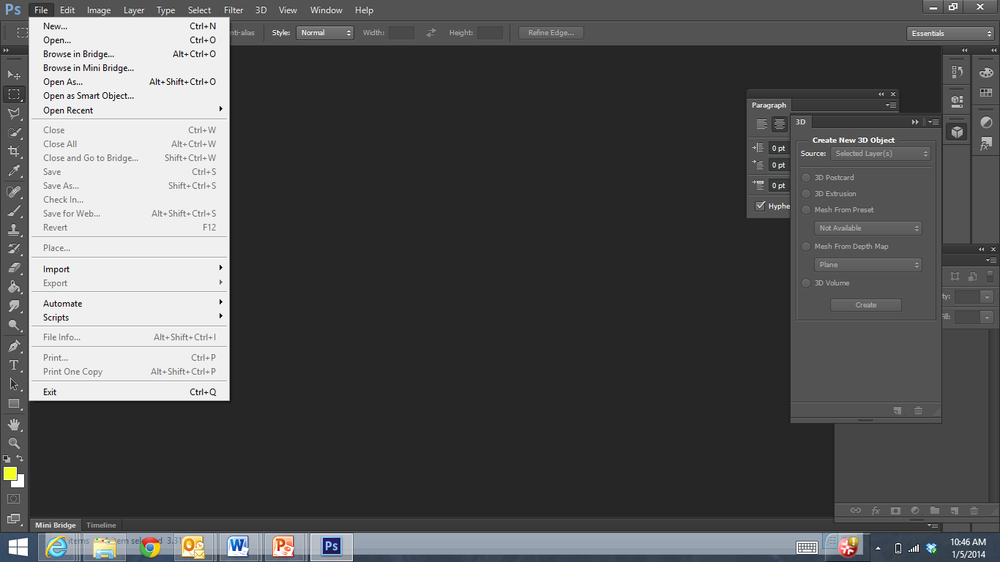 Ps File Edit Image Layer Type Select Filter 3D View Window Help
nti-alias Style: Normal Width: Height: Refine Edge... Essentials
New... Ctrl+N
Open... Ctrl+O
Browse in Bridge... Alt+Ctrl+O
Browse in Mini Bridge...
Open As... Alt+Shift+Ctrl+O
Open as Smart Object...
Open Recent
Close Ctrl+W
Close All Alt+Ctrl+W
Close and Go to Bridge... Shift+Ctrl+W
Save Ctrl+S
Save As... Shift+Ctrl+S
Check In...
Save for Web... Alt+Shift+Ctrl+S
Revert F12
Place...
Import
Export
Automate
Scripts
File Info... Alt+Shift+Ctrl+I
Print... Ctrl+P
Print One Copy Alt+Shift+Ctrl+P
Exit Ctrl+Q
Paragraph
0 pt
0 pt
0 pt
Hyphe
3D
Create New 3D Object
Source: Selected Layer(s)
3D Postcard
3D Extrusion
Mesh From Preset
Not Available
Mesh From Depth Map
Plane
3D Volume
Create
ity:
Fill:
fx
Mini Bridge Timeline
items 1 item selected 3.31
10:46 AM
1/5/2014